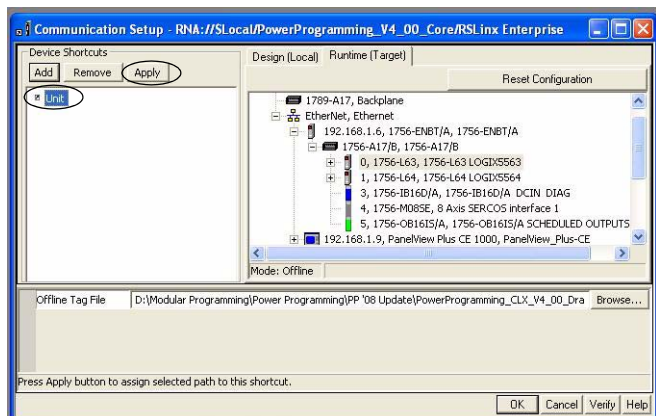 Communication Setup - RNA://$Local/PowerProgramming_V4_00_Core/RSLinx Enterprise
Device Shortcuts
Add Remove Apply
Unit
Design (Local) Runtime (Target)
Reset Configuration
1789-A17, Backplane
EtherNet, Ethernet
192.168.1.6, 1756-ENBT/A, 1756-ENBT/A
1756-A17/B, 1756-A17/B
0, 1756-L63, 1756-L63 LOGIX5563
1, 1756-L64, 1756-L64 LOGIX5564
3, 1756-IB16D/A, 1756-IB16D/A DCIN DIAG
4, 1756-M08SE, 8 Axis SERCOS interface 1
5, 1756-OB16IS/A, 1756-OB16IS/A SCHEDULED OUTPUTS
192.168.1.9, PanelView Plus CE 1000, PanelView_Plus-CE
Mode: Offline
Offline Tag File D:\Modular Programming\Power Programming\PP '08 Update\PowerProgramming_CLX_V4_00_Dra Browse...
Press Apply button to assign selected path to this shortcut.
OK Cancel Verify Help